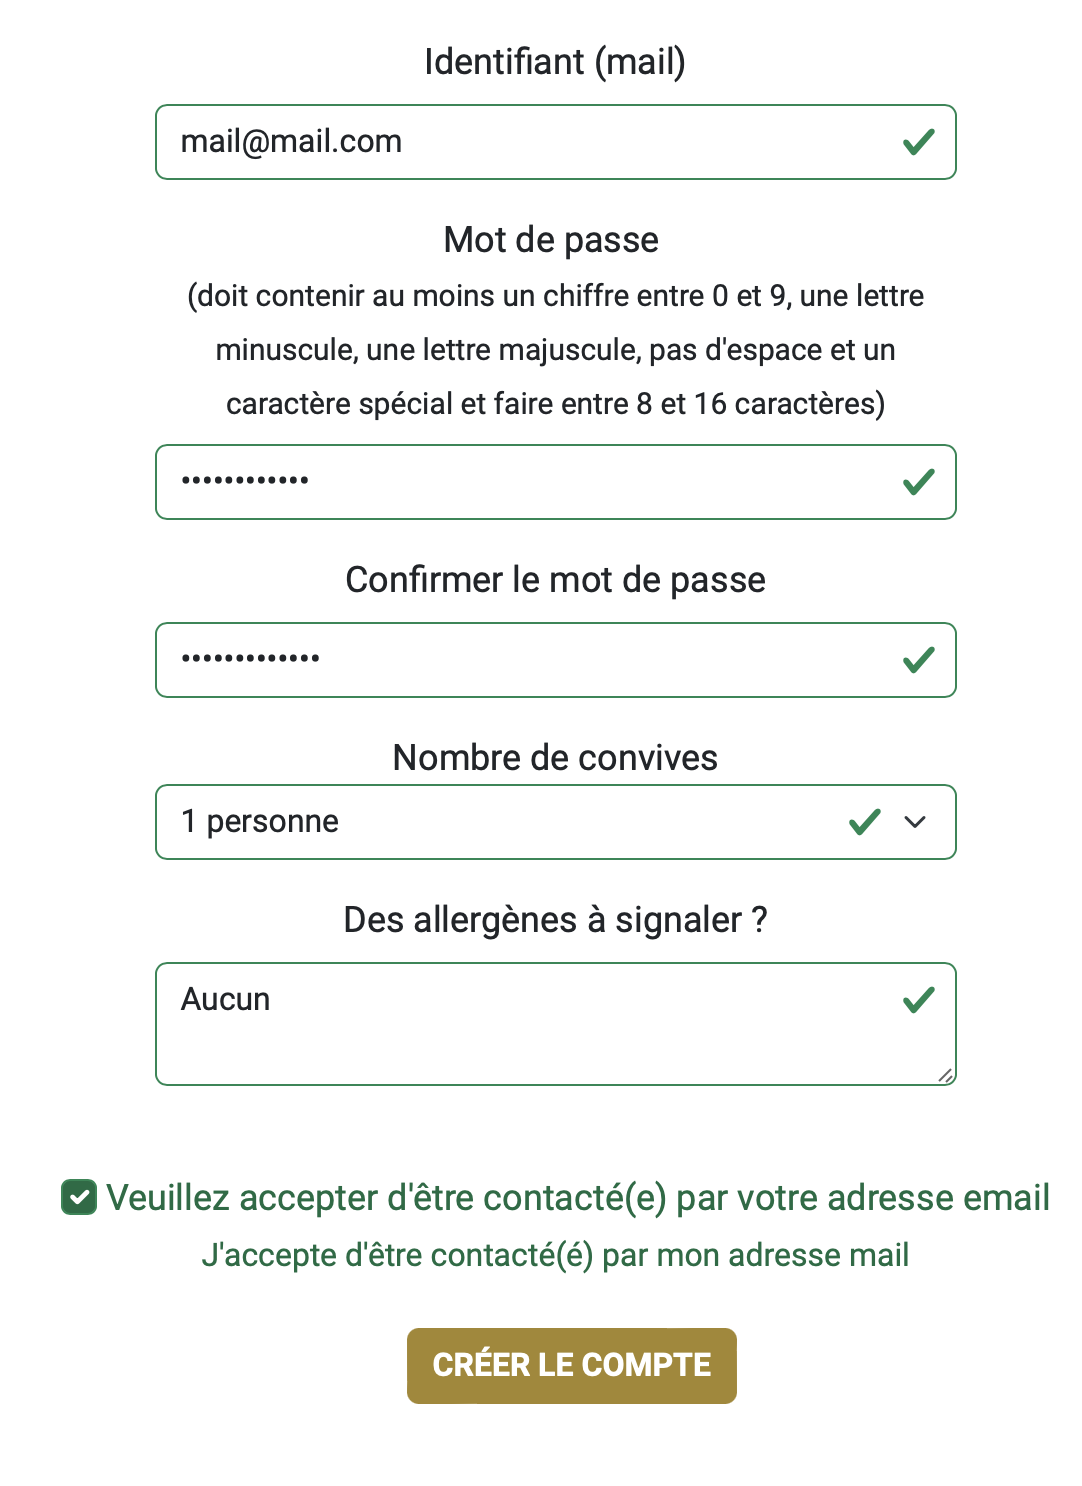 Identifiant (mail)
mail@mail.com
Mot de passe
(doit contenir au moins un chiffre entre 0 et 9, une lettre
minuscule, une lettre majuscule, pas d'espace et un
caractère spécial et faire entre 8 et 16 caractères)
••••••••••••
Confirmer le mot de passe
•••••••••••••
Nombre de convives
1 personne
Des allergènes à signaler ?
Aucun
Veuillez accepter d'être contacté(e) par votre adresse email
J'accepte d'être contacté(é) par mon adresse mail
CRÉER LE COMPTE